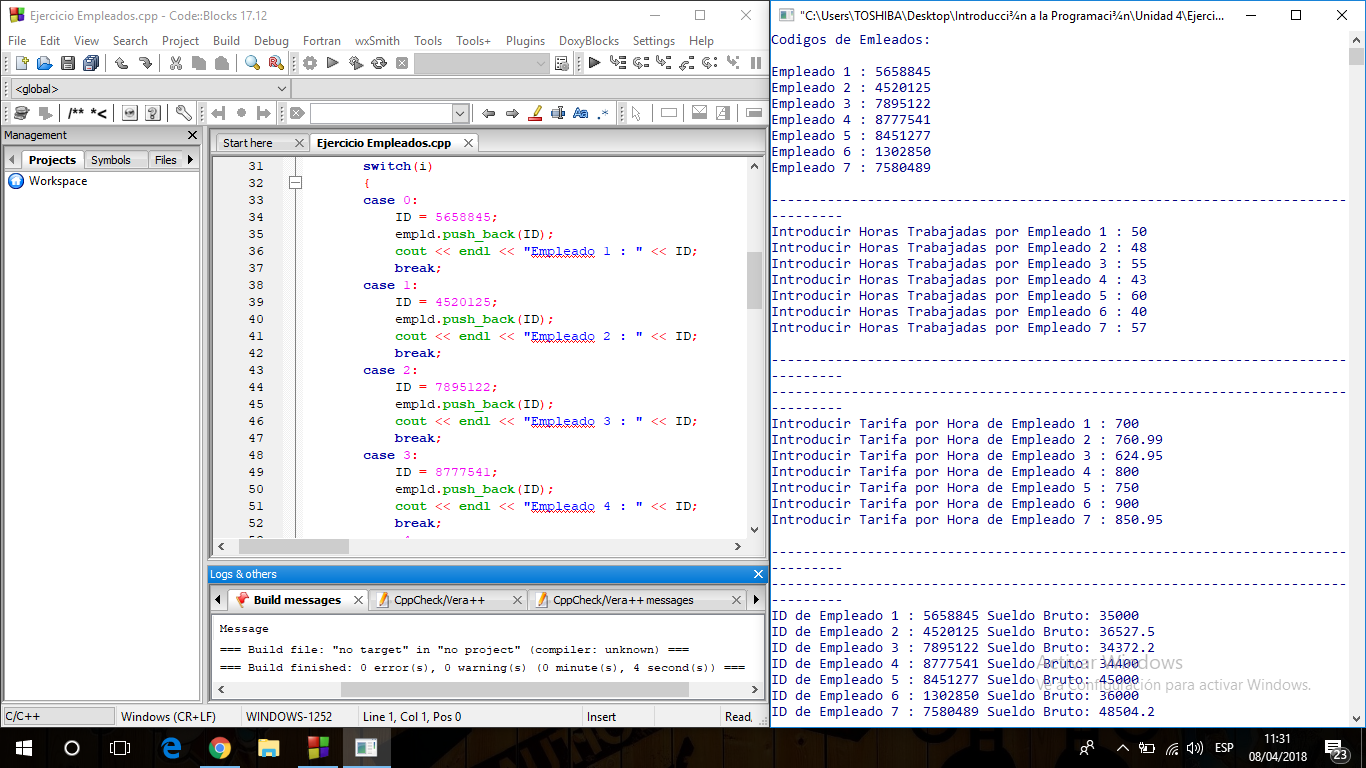 Ejercicio Empleados.cpp - Code::Blocks 17.12
File Edit View Search Project Build Debug Fortran wxSmith Tools Tools+ Plugins DoxyBlocks Settings Help
<global>
/** *<
Aa .*
Management
Projects Symbols Files
Workspace
Start here Ejercicio Empleados.cpp
31 switch(i)
32 {
33 case 0:
34 ID = 5658845;
35 empld.push_back(ID);
36 cout << endl << "Empleado 1 : " << ID;
37 break;
38 case 1:
39 ID = 4520125;
40 empld.push_back(ID);
41 cout << endl << "Empleado 2 : " << ID;
42 break;
43 case 2:
44 ID = 7895122;
45 empld.push_back(ID);
46 cout << endl << "Empleado 3 : " << ID;
47 break;
48 case 3:
49 ID = 8777541;
50 empld.push_back(ID);
51 cout << endl << "Empleado 4 : " << ID;
52 break;
Logs & others
Build messages CppCheck/Vera++ CppCheck/Vera++ messages
Message
=== Build file: "no target" in "no project" (compiler: unknown) ===
=== Build finished: 0 error(s), 0 warning(s) (0 minute(s), 4 second(s)) ===
C/C++ Windows (CR+LF) WINDOWS-1252 Line 1, Col 1, Pos 0 Insert Read,
"C:\Users\TOSHIBA\Desktop\Introducci¾n a la Programaci¾n\Unidad 4\Ejerci...
Codigos de Emleados:
Empleado 1 : 5658845
Empleado 2 : 4520125
Empleado 3 : 7895122
Empleado 4 : 8777541
Empleado 5 : 8451277
Empleado 6 : 1302850
Empleado 7 : 7580489
------------------------------------------------------------------------
---------
Introducir Horas Trabajadas por Empleado 1 : 50
Introducir Horas Trabajadas por Empleado 2 : 48
Introducir Horas Trabajadas por Empleado 3 : 55
Introducir Horas Trabajadas por Empleado 4 : 43
Introducir Horas Trabajadas por Empleado 5 : 60
Introducir Horas Trabajadas por Empleado 6 : 40
Introducir Horas Trabajadas por Empleado 7 : 57
------------------------------------------------------------------------
---------
------------------------------------------------------------------------
---------
Introducir Tarifa por Hora de Empleado 1 : 700
Introducir Tarifa por Hora de Empleado 2 : 760.99
Introducir Tarifa por Hora de Empleado 3 : 624.95
Introducir Tarifa por Hora de Empleado 4 : 800
Introducir Tarifa por Hora de Empleado 5 : 750
Introducir Tarifa por Hora de Empleado 6 : 900
Introducir Tarifa por Hora de Empleado 7 : 850.95
------------------------------------------------------------------------
---------
------------------------------------------------------------------------
---------
ID de Empleado 1 : 5658845 Sueldo Bruto: 35000
ID de Empleado 2 : 4520125 Sueldo Bruto: 36527.5
ID de Empleado 3 : 7895122 Sueldo Bruto: 34372.2
ID de Empleado 4 : 8777541 Sueldo Bruto: 34400
ID de Empleado 5 : 8451277 Sueldo Bruto: 45000
ID de Empleado 6 : 1302850 Sueldo Bruto: 36000
ID de Empleado 7 : 7580489 Sueldo Bruto: 48504.2
Activar Windows
Ve a Configuración para activar Windows.
ESP
11:31
08/04/2018
23